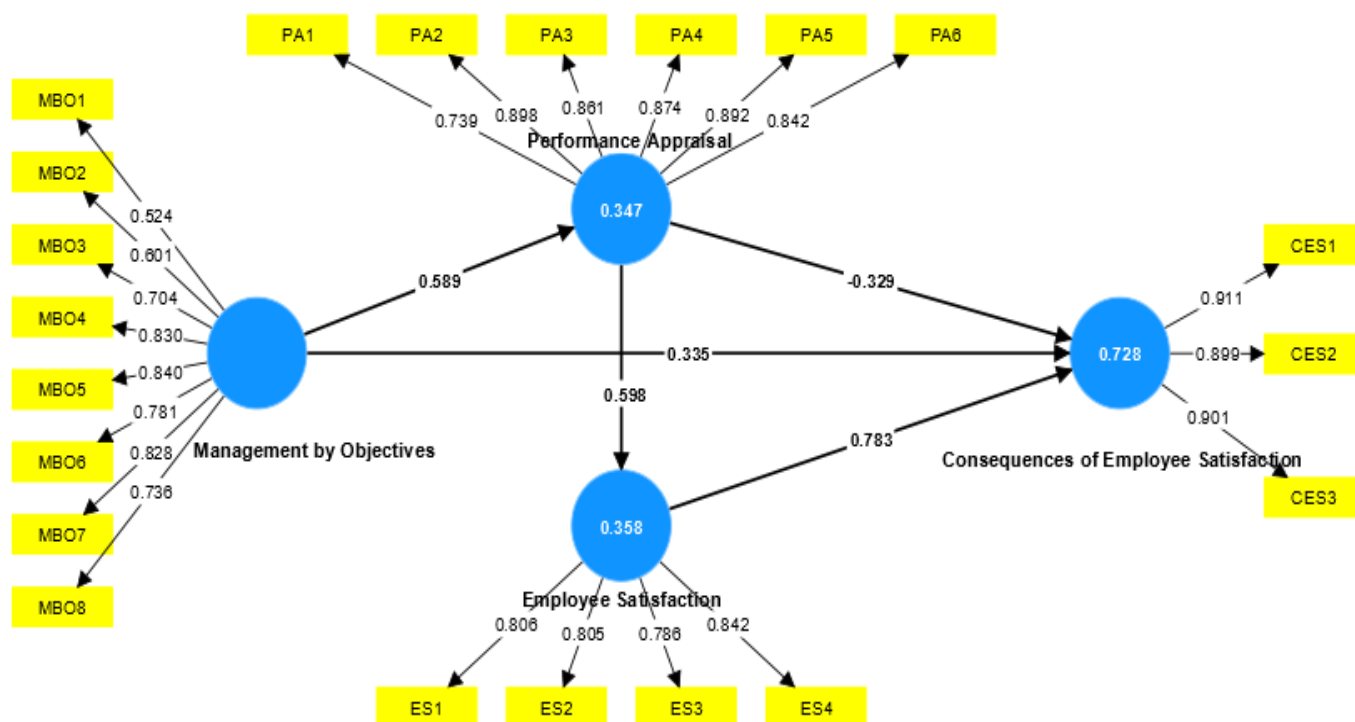 PA1 PA2 PA3 PA4 PA5 PA6
MBO1
MBO2
MBO3
MBO4
MBO5
MBO6
MBO7
MBO8
0.524
0.601
0.704
0.830
0.840
0.781
0.828
0.736
Management by Objectives
0.739 0.898 0.861 0.874 0.892 0.842
Performance Appraisal
0.347
0.589
-0.329
0.335
0.598
0.783
0.358
Employee Satisfaction
0.806 0.805 0.786 0.842
ES1 ES2 ES3 ES4
0.728
Consequences of Employee Satisfaction
0.911
0.899
0.901
CES1
CES2
CES3